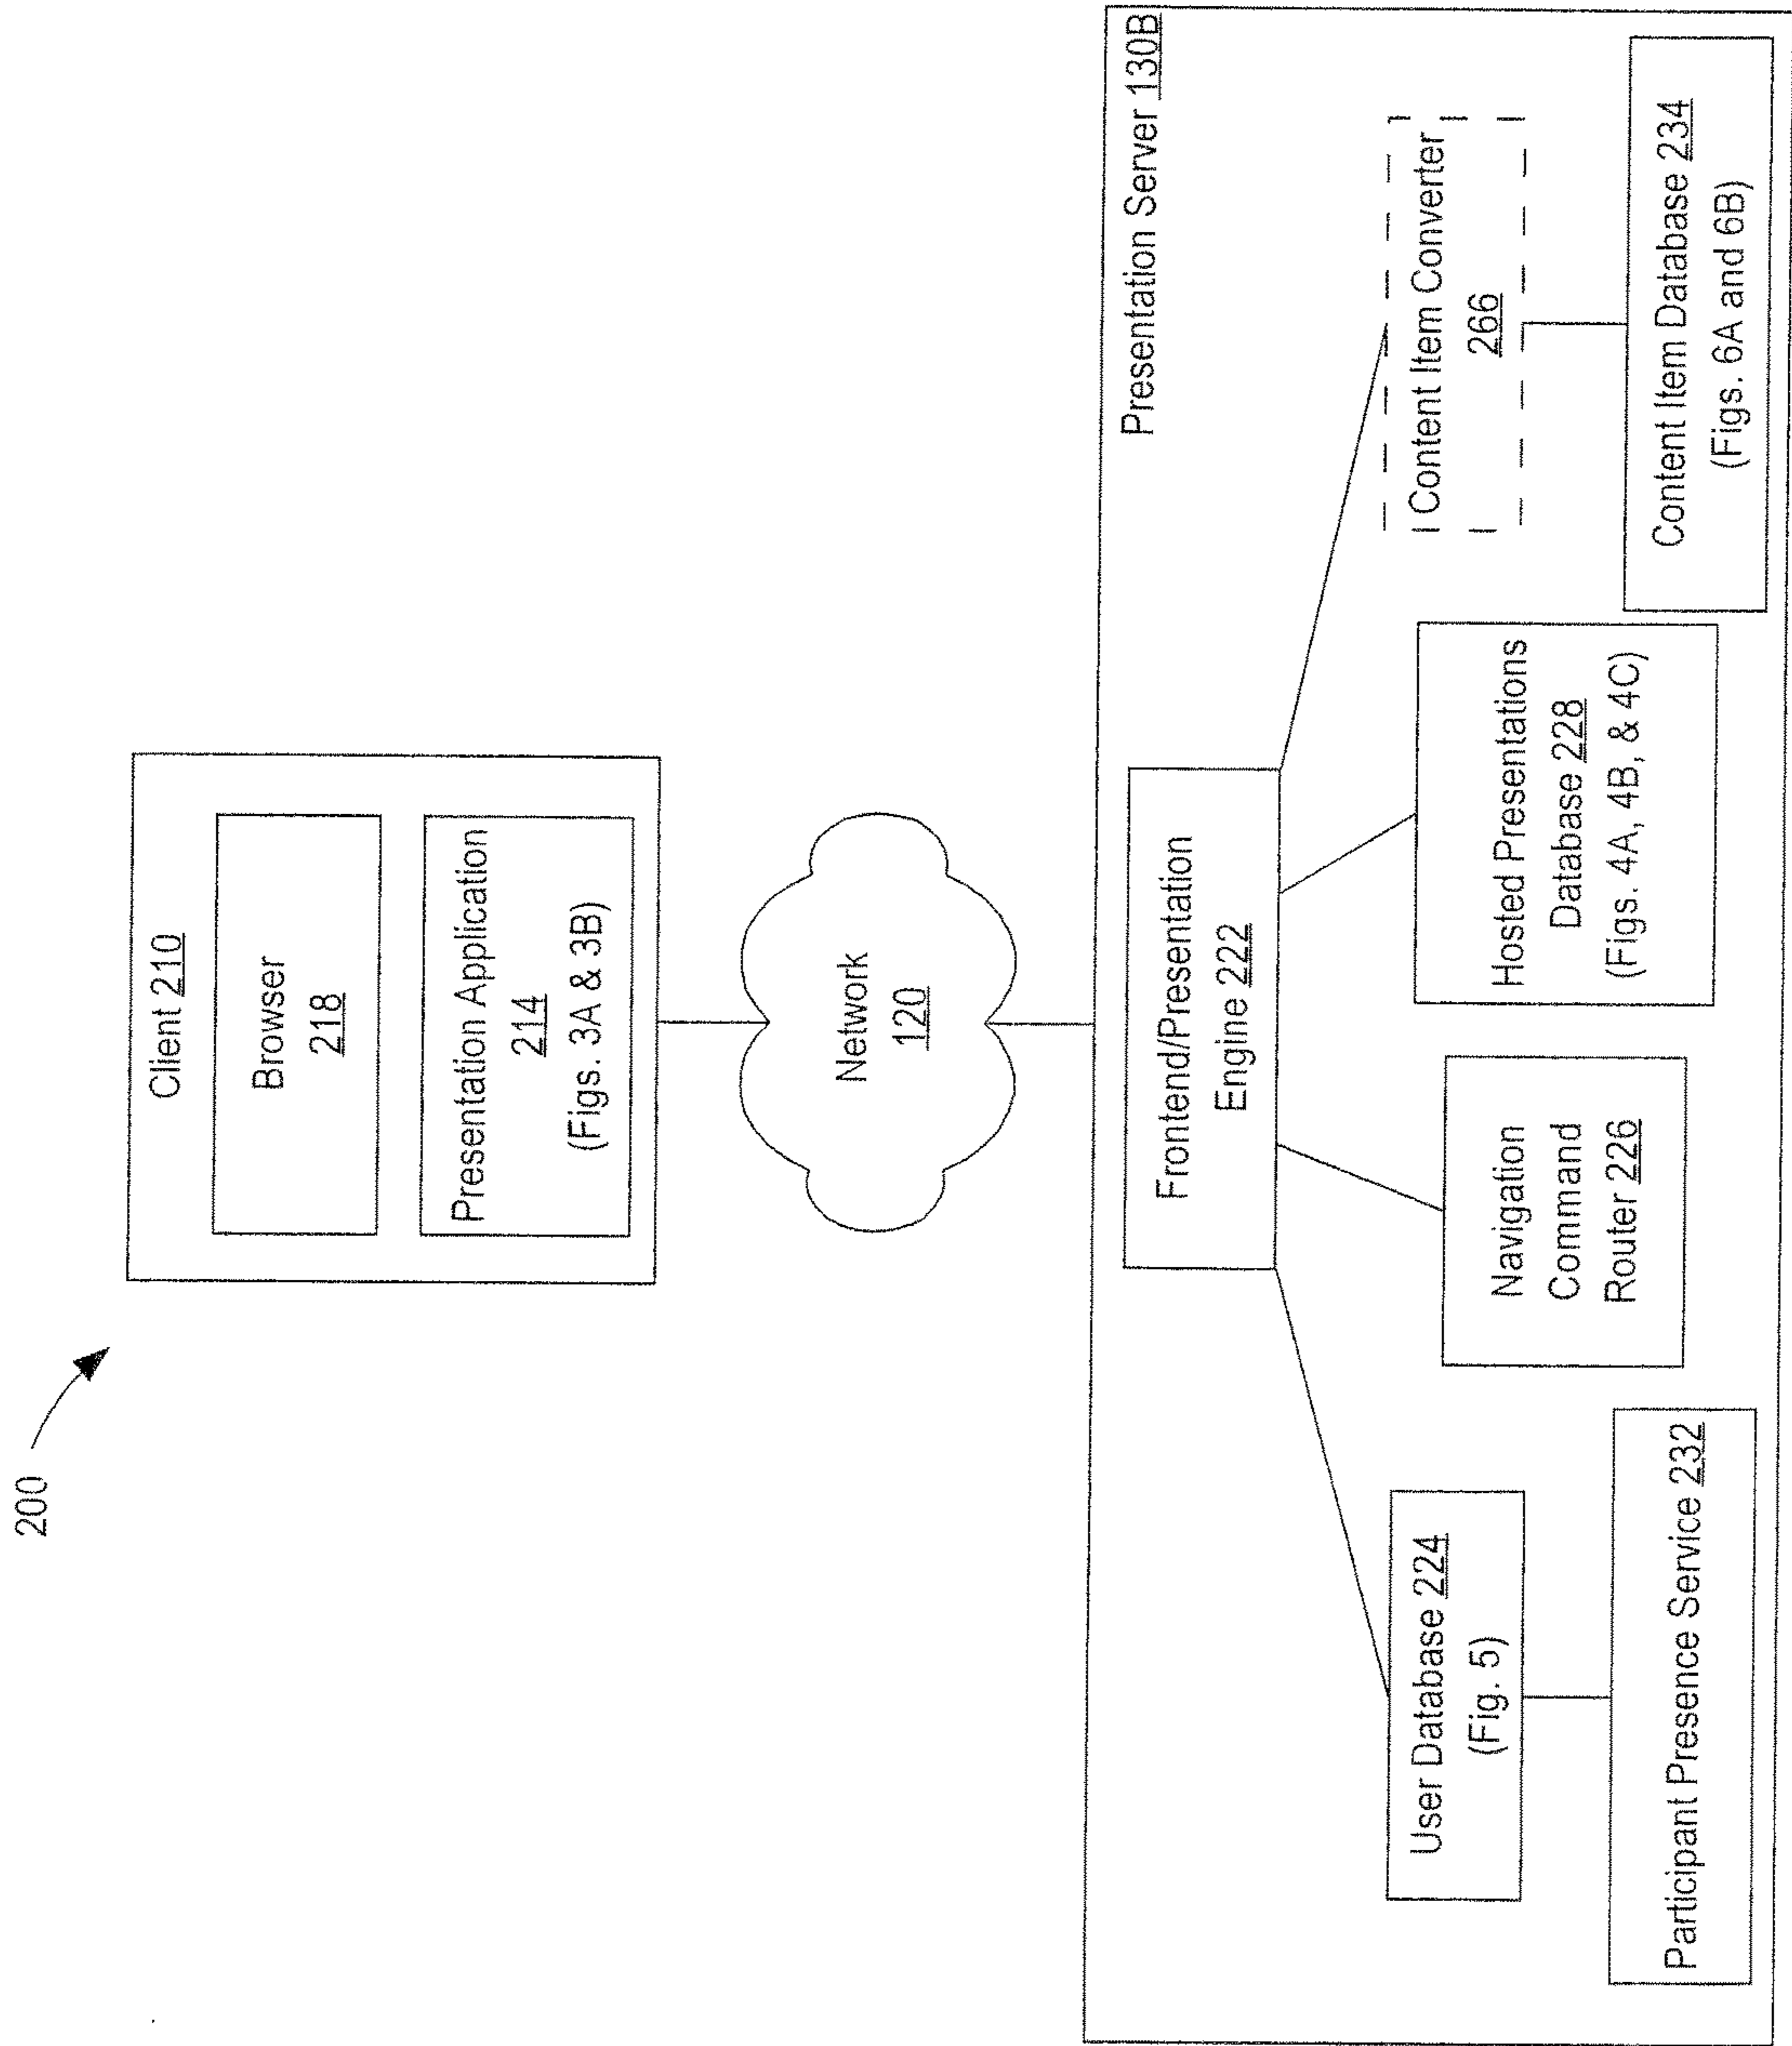 200
Client 210
Browser
218
Presentation Application
214
(Figs. 3A & 3B)
Network
120
Presentation Server 130B
Frontend/Presentation
Engine 222
User Database 224
(Fig. 5)
Participant Presence Service 232
Navigation
Command
Router 226
Hosted Presentations
Database 228
(Figs. 4A, 4B, & 4C)
Content Item Converter
266
Content Item Database 234
(Figs. 6A and 6B)